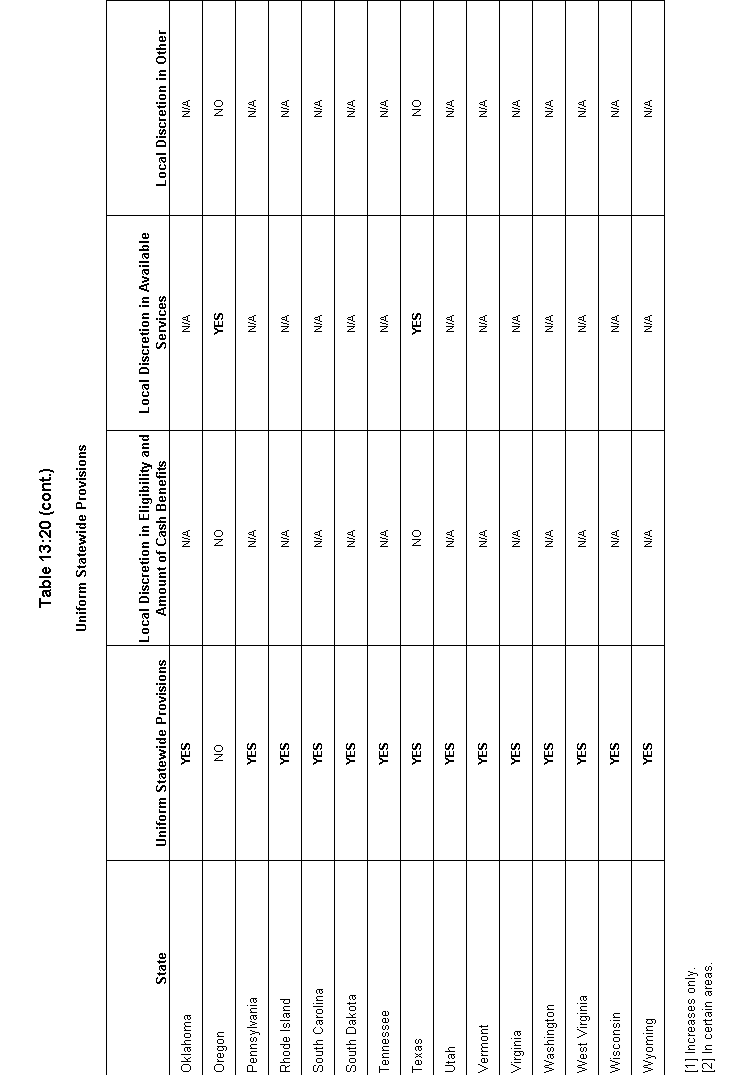 Table 13:20 (cont.)
Uniform Statewide Provisions
State Uniform Statewide Provisions Local Discretion in Eligibility and Amount of Cash Benefits Local Discretion in Available Services Local Discretion in Other
Oklahoma YES N/A N/A N/A
Oregon NO NO YES NO
Pennsylvania YES N/A N/A N/A
Rhode Island YES N/A N/A N/A
South Carolina YES N/A N/A N/A
South Dakota YES N/A N/A N/A
Tennessee YES N/A N/A N/A
Texas YES NO YES NO
Utah YES N/A N/A N/A
Vermont YES N/A N/A N/A
Virginia YES N/A N/A N/A
Washington YES N/A N/A N/A
West Virginia YES N/A N/A N/A
Wisconsin YES N/A N/A N/A
Wyoming YES N/A N/A N/A
[1] Increases only.
[2] In certain areas.